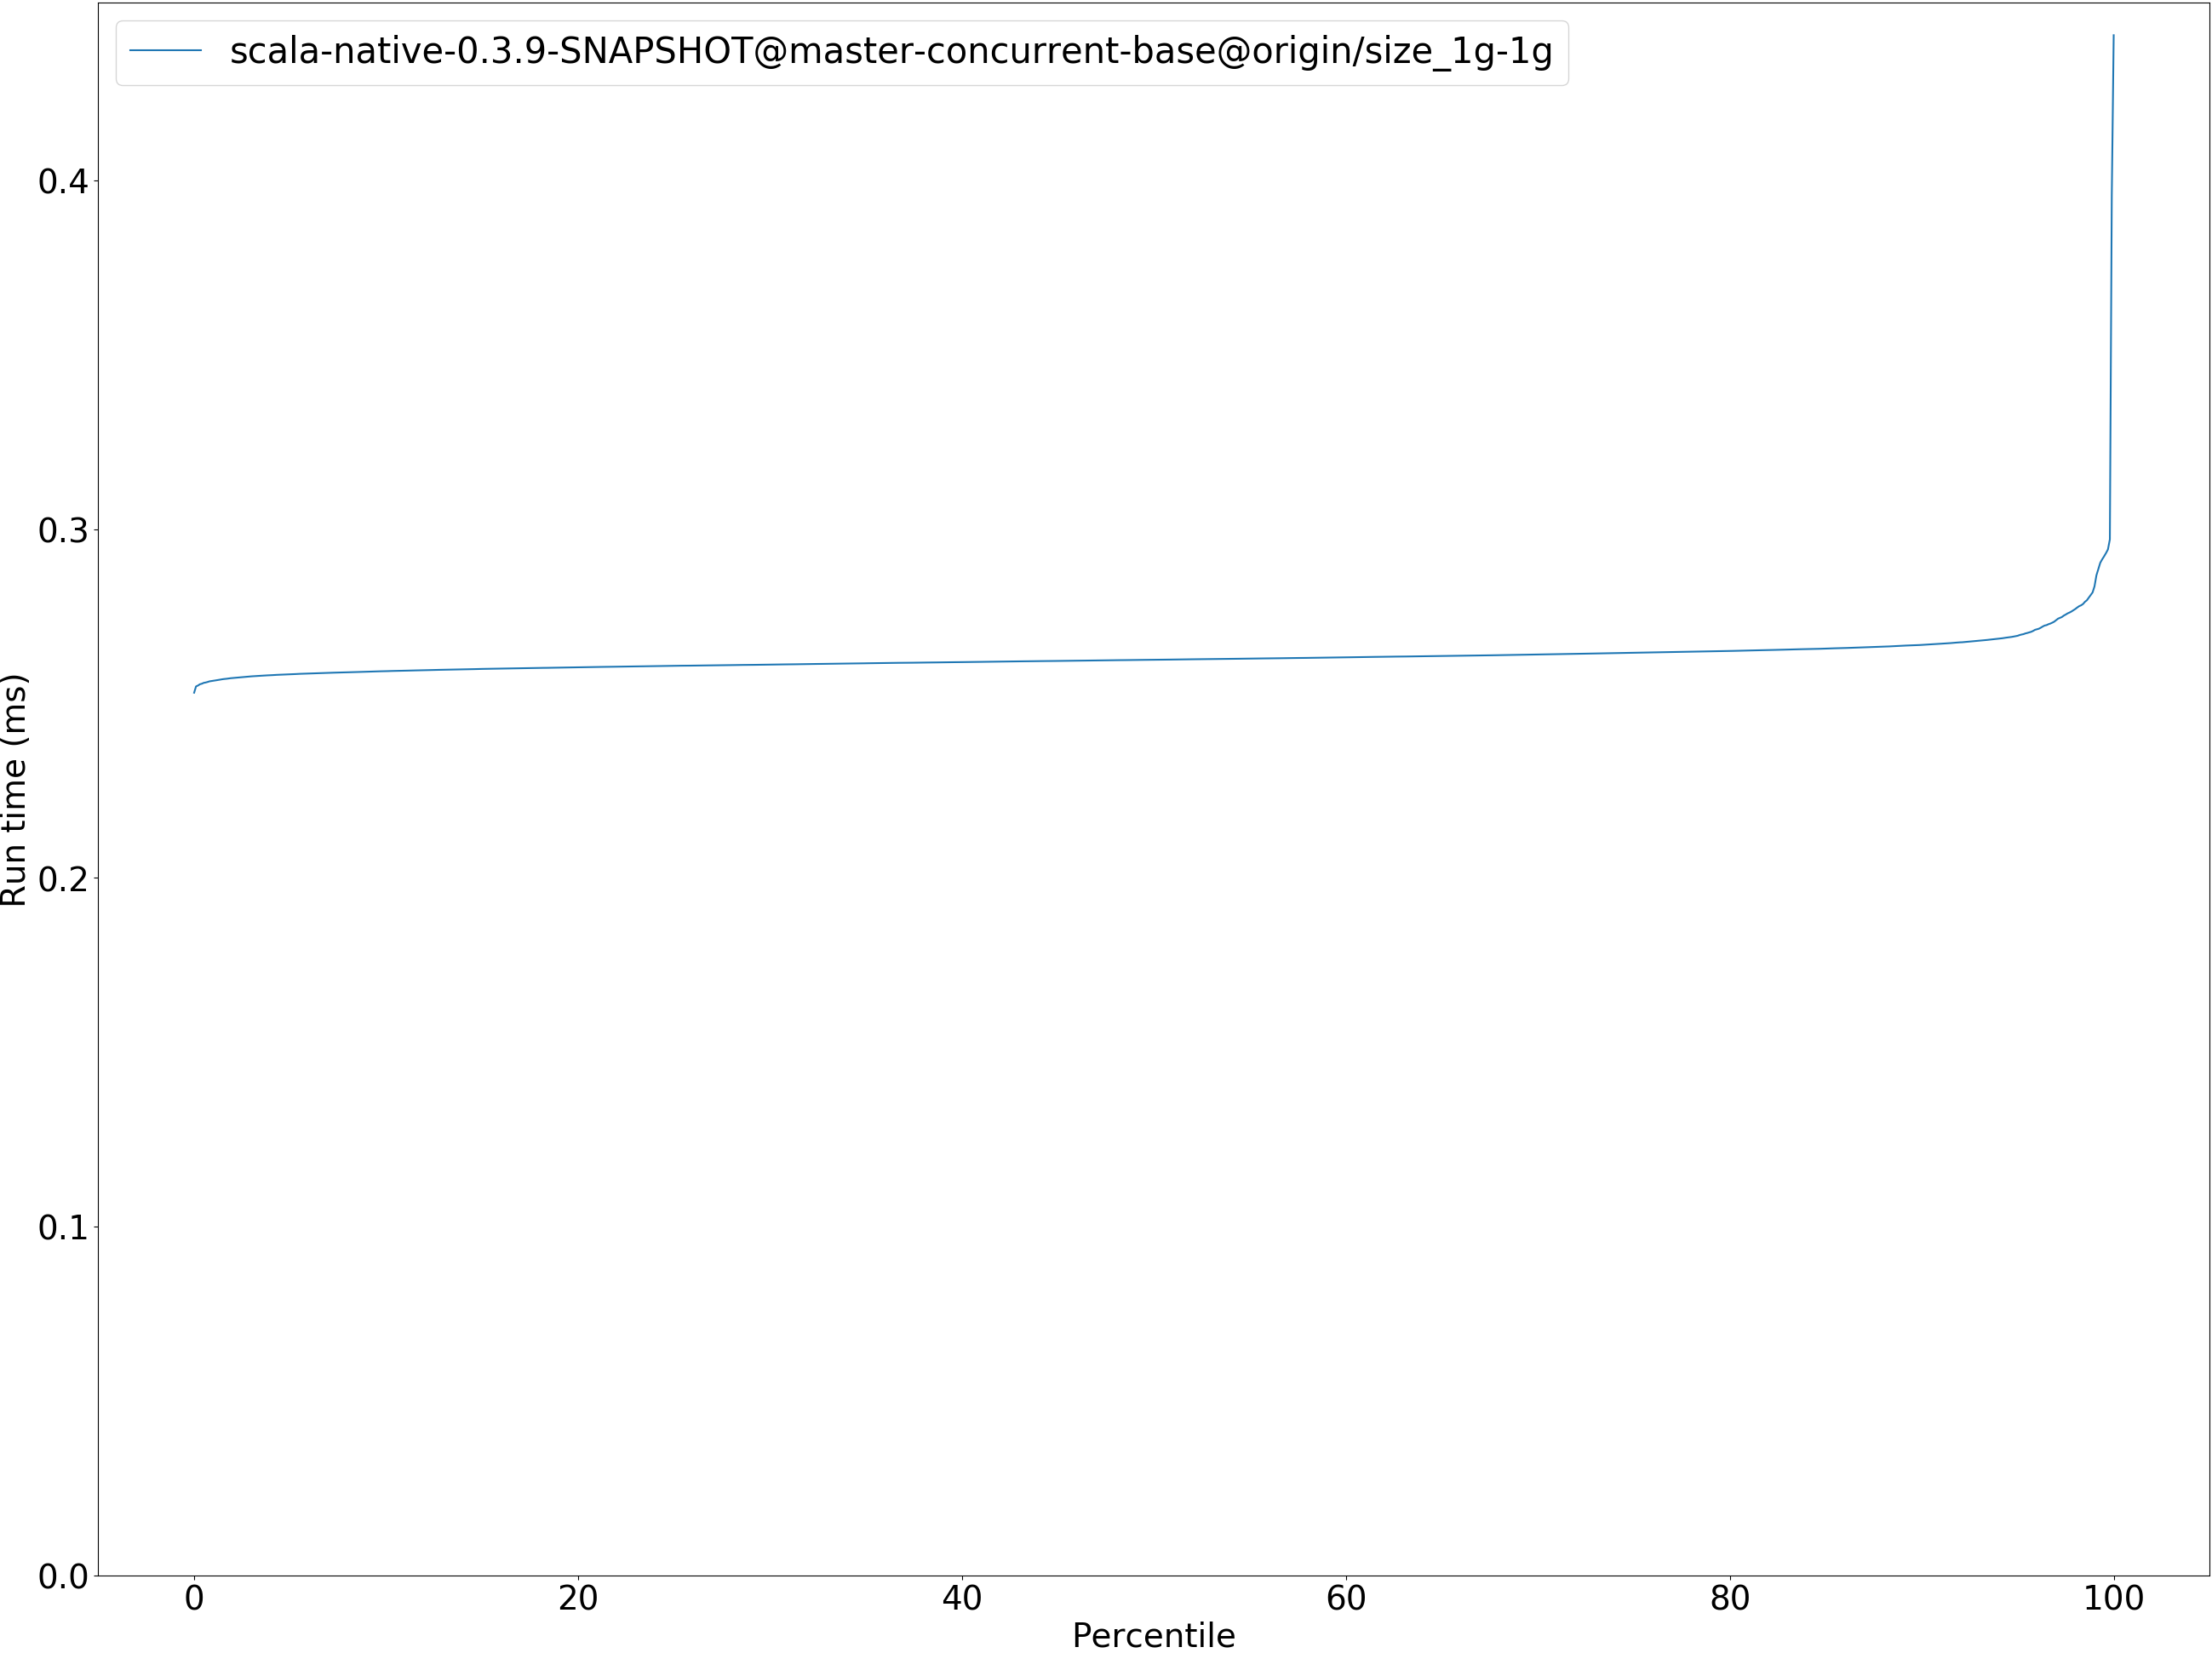 scala-native-0.3.9-SNAPSHOT@master-concurrent-base@origin/size_1g-1g
0.4
0.3
0.2
0.1
0.0
Run time (ms)
0 20 40 60 80 100
Percentile